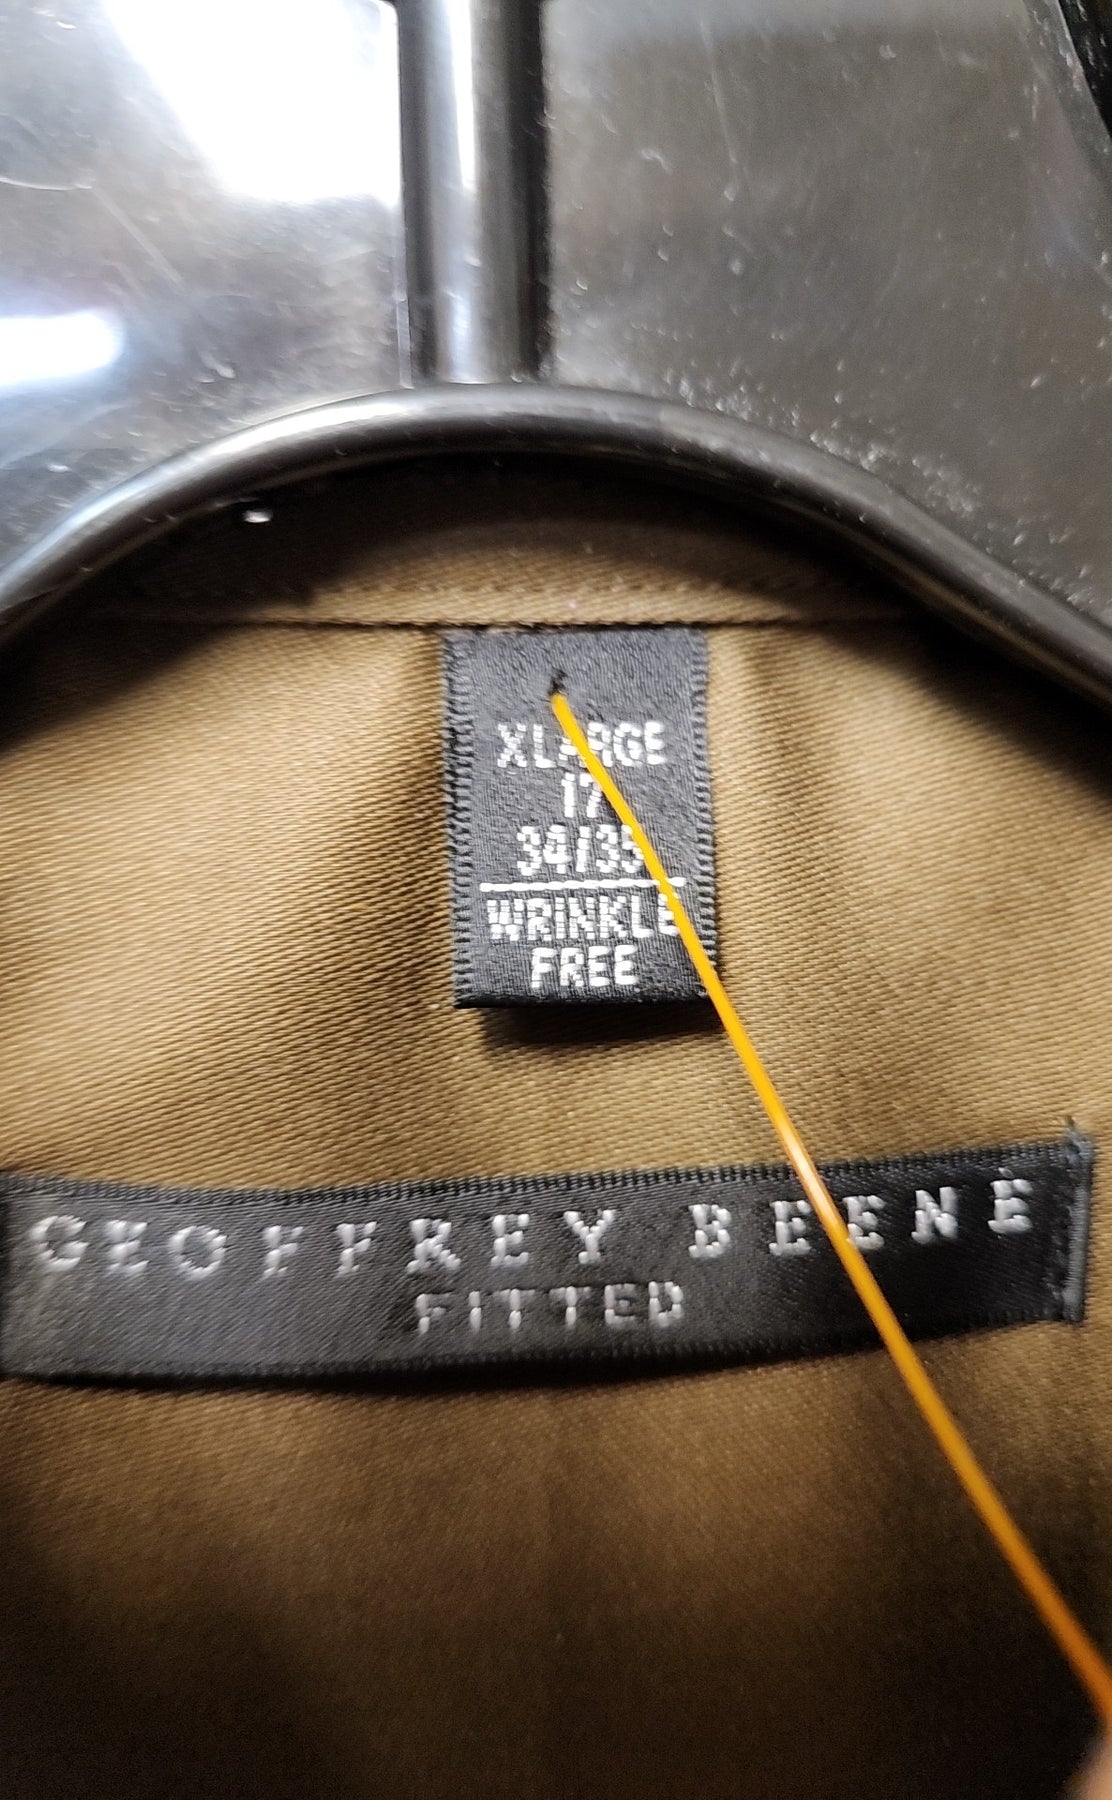 XLARGE
17
34/35
WRINKLE
FREE
GEOFFREY BEENE
FITTED